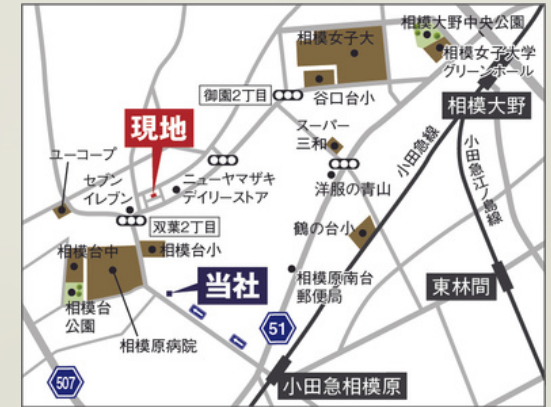 相模大野中央公園
相模女子大
相模女子大学
グリーンホール
御園2丁目
谷口台小
相模大野
現地
スーパー
三和
小田急線
小田急江ノ島線
ユーコープ
セブン
イレブン
ニューヤマザキ
デイリーストア
洋服の青山
双葉2丁目
鶴の台小
相模台中
相模台小
当社
相模原南台
郵便局
東林間
相模台
公園
相模原病院
51
507
小田急相模原